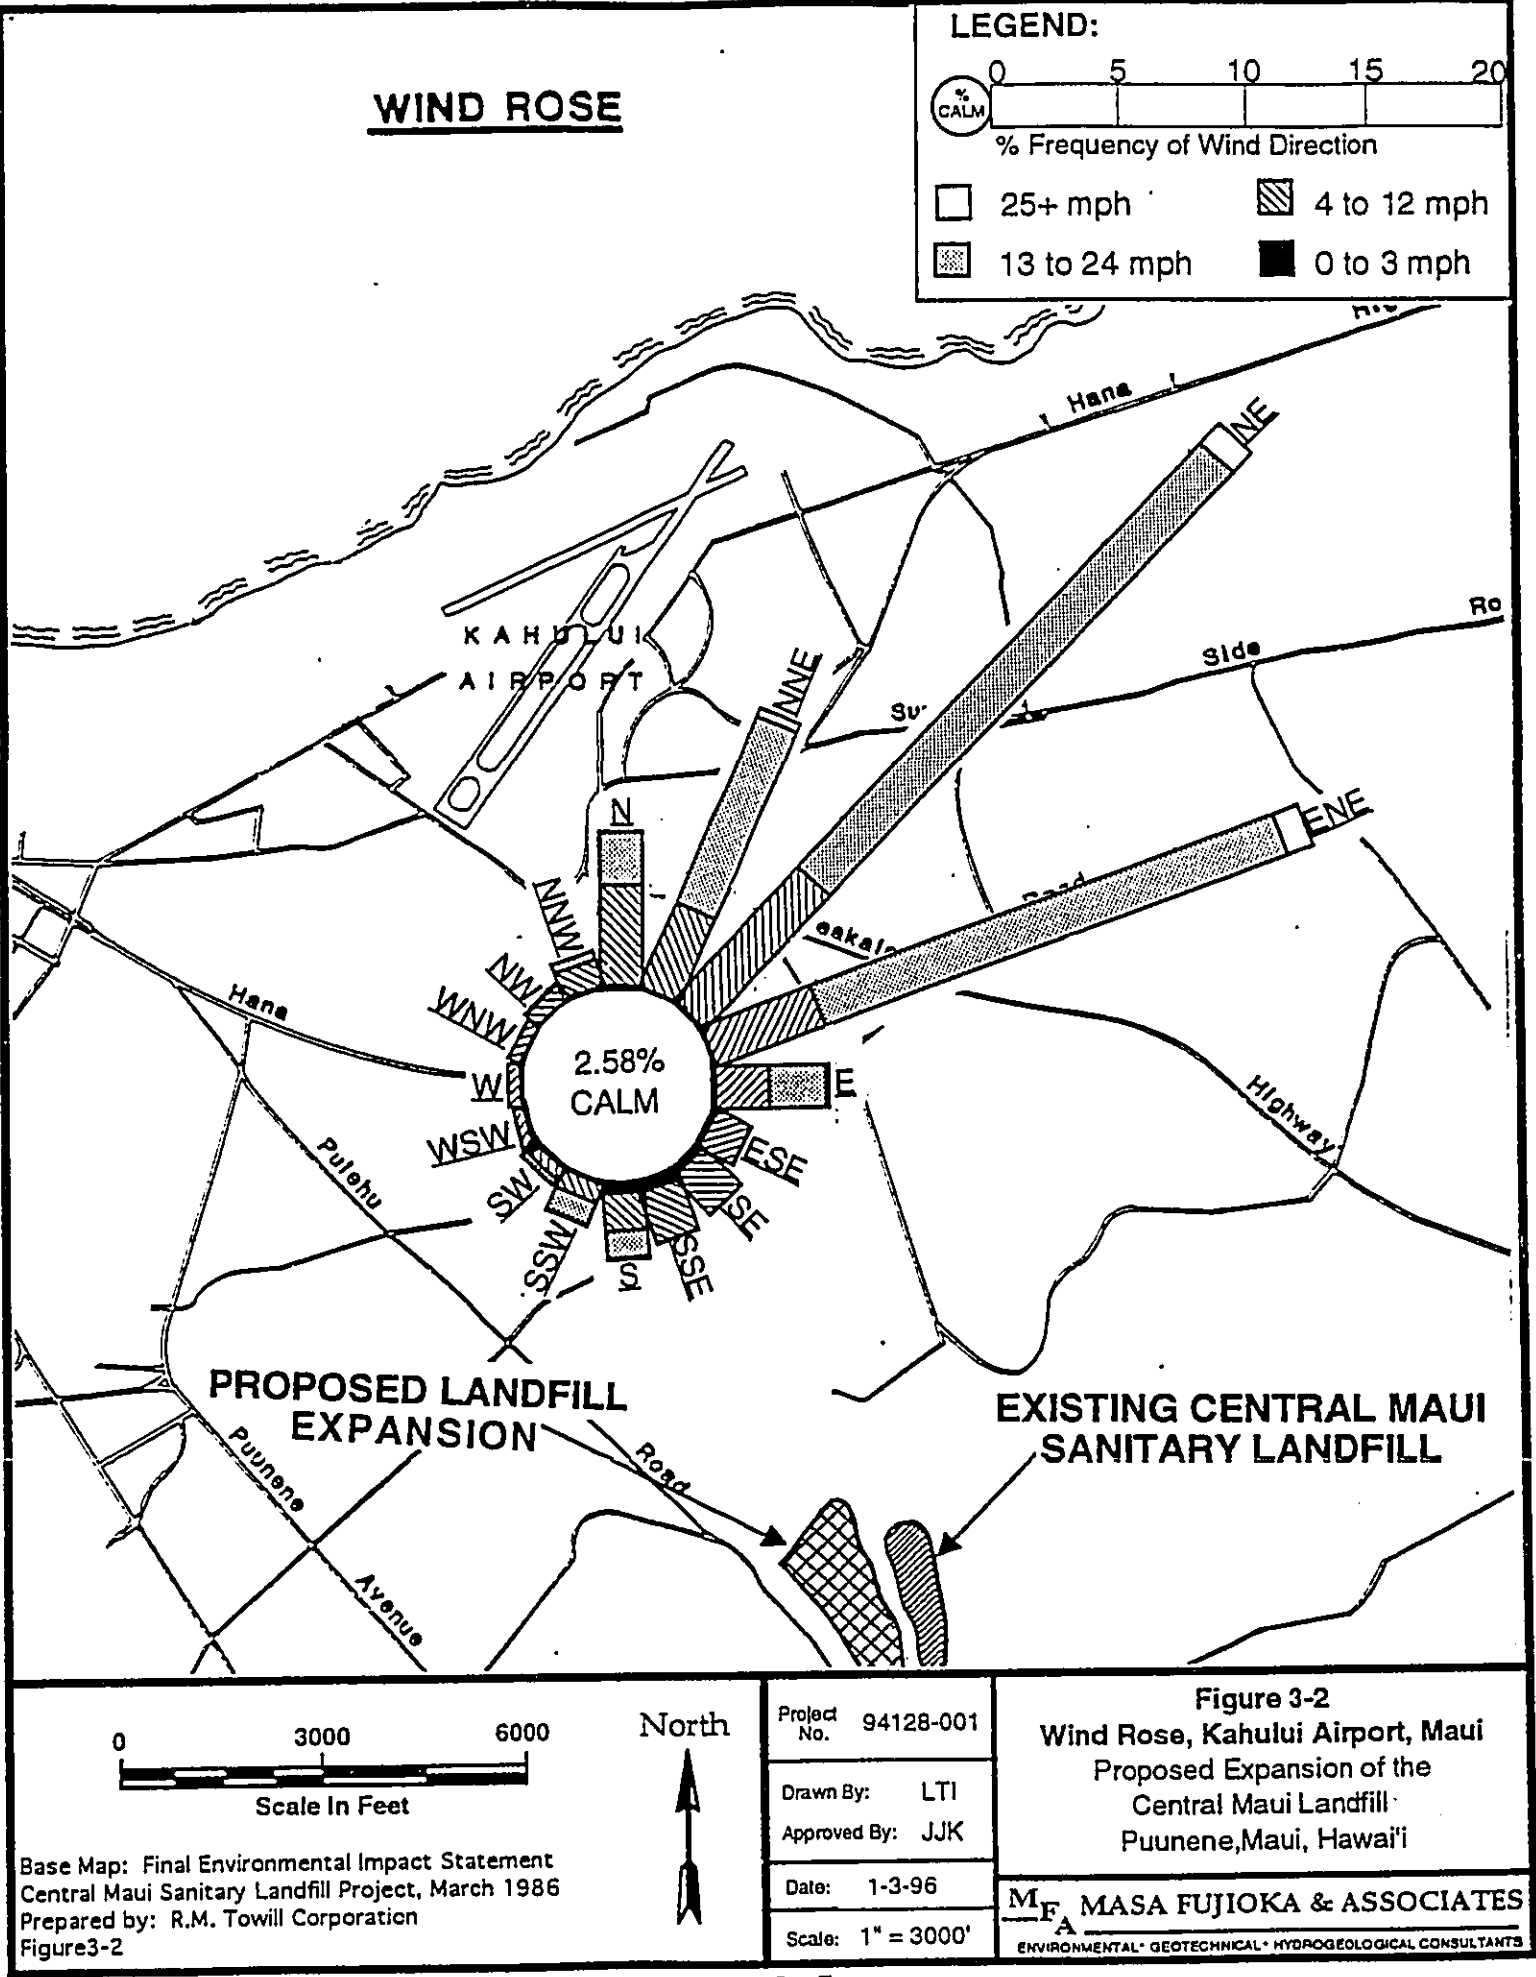 WIND ROSE
LEGEND:
0 5 10 15 20
% CALM
% Frequency of Wind Direction
25+ mph
4 to 12 mph
13 to 24 mph
0 to 3 mph
Hana
NE
Ro
Side
KAHULUI
AIRPORT
NNE
N
ENE
NNW
NW
WNW
Hana
2.58%
CALM
W
E
WSW
ESE
Highway
Pulehu
SW
SE
SSW
S
SSE
PROPOSED LANDFILL
EXPANSION
EXISTING CENTRAL MAUI
SANITARY LANDFILL
Puunene
Road
Avenue
0 3000 6000
Scale In Feet
North
Base Map: Final Environmental Impact Statement
Central Maui Sanitary Landfill Project, March 1986
Prepared by: R.M. Towill Corporation
Figure3-2
Project No. 94128-001
Drawn By: LTI
Approved By: JJK
Date: 1-3-96
Scale: 1" = 3000'
Figure 3-2
Wind Rose, Kahului Airport, Maui
Proposed Expansion of the
Central Maui Landfill
Puunene,Maui, Hawai'i
MFA MASA FUJIOKA & ASSOCIATES
ENVIRONMENTAL • GEOTECHNICAL • HYDROGEOLOGICAL CONSULTANTS